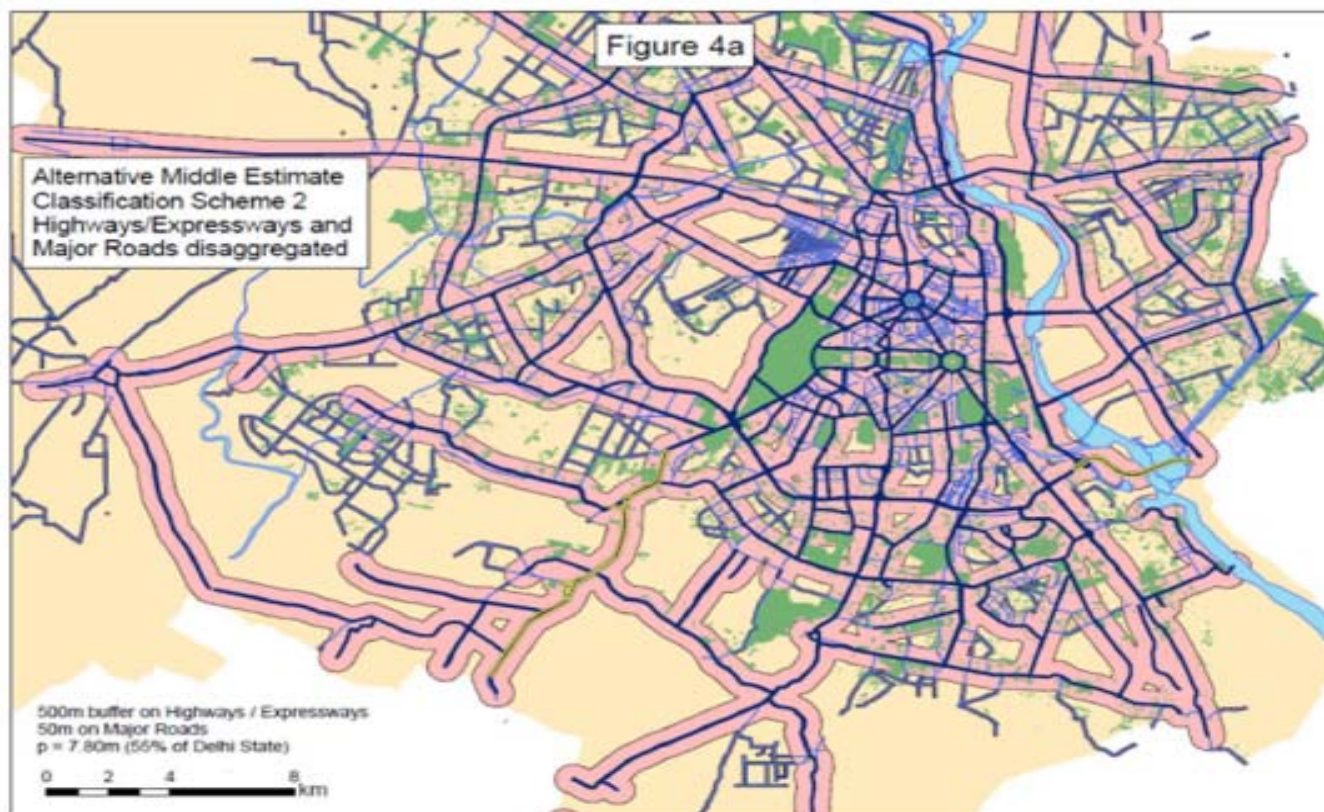 Figure 4a
Alternative Middle Estimate
Classification Scheme 2
Highways/Expressways and
Major Roads disaggregated
500m buffer on Highways / Expressways
50m on Major Roads
p = 7.80m (55% of Delhi State)
0 2 4 8
km